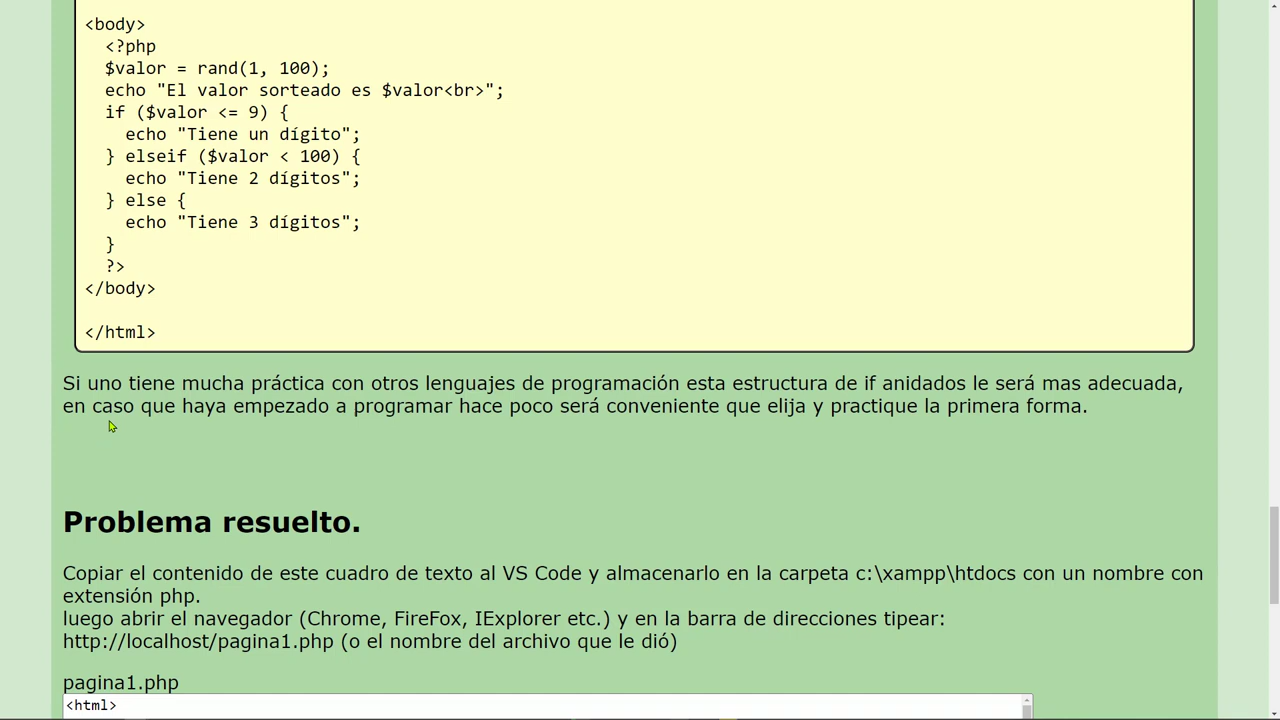 <body>
  <?php
  $valor = rand(1, 100);
  echo "El valor sorteado es $valor<br>";
  if ($valor <= 9) {
    echo "Tiene un dígito";
  } elseif ($valor < 100) {
    echo "Tiene 2 dígitos";
  } else {
    echo "Tiene 3 dígitos";
  }
  ?>
</body>
</html>
Si uno tiene mucha práctica con otros lenguajes de programación esta estructura de if anidados le será mas adecuada,
en caso que haya empezado a programar hace poco será conveniente que elija y practique la primera forma.
Problema resuelto.
Copiar el contenido de este cuadro de texto al VS Code y almacenarlo en la carpeta c:\xampp\htdocs con un nombre con
extensión php.
luego abrir el navegador (Chrome, FireFox, IExplorer etc.) y en la barra de direcciones tipear:
http://localhost/pagina1.php (o el nombre del archivo que le dió)
pagina1.php
<html>